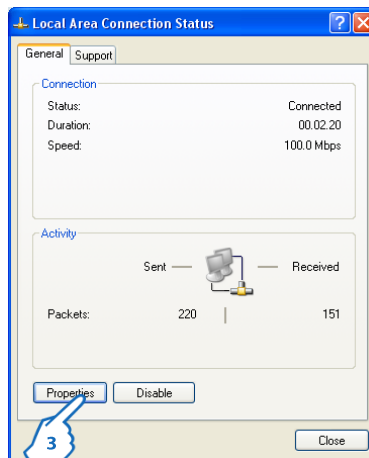 Local Area Connection Status
General Support
Connection
Status: Connected
Duration: 00.02.20
Speed: 100.0 Mbps
Activity
Sent Received
Packets: 220 151
Properties Disable
3
Close